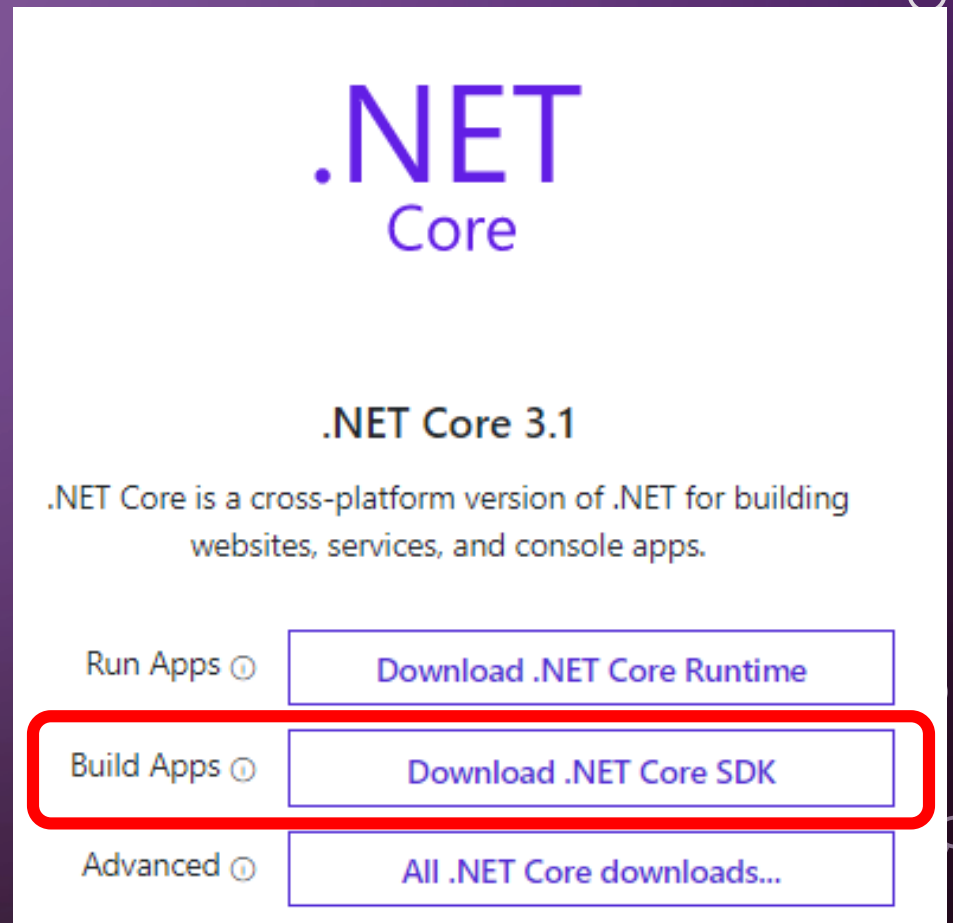 .NET
Core
.NET Core 3.1
.NET Core is a cross-platform version of .NET for building
websites, services, and console apps.
Run Apps Download .NET Core Runtime
Build Apps Download .NET Core SDK
Advanced All .NET Core downloads...